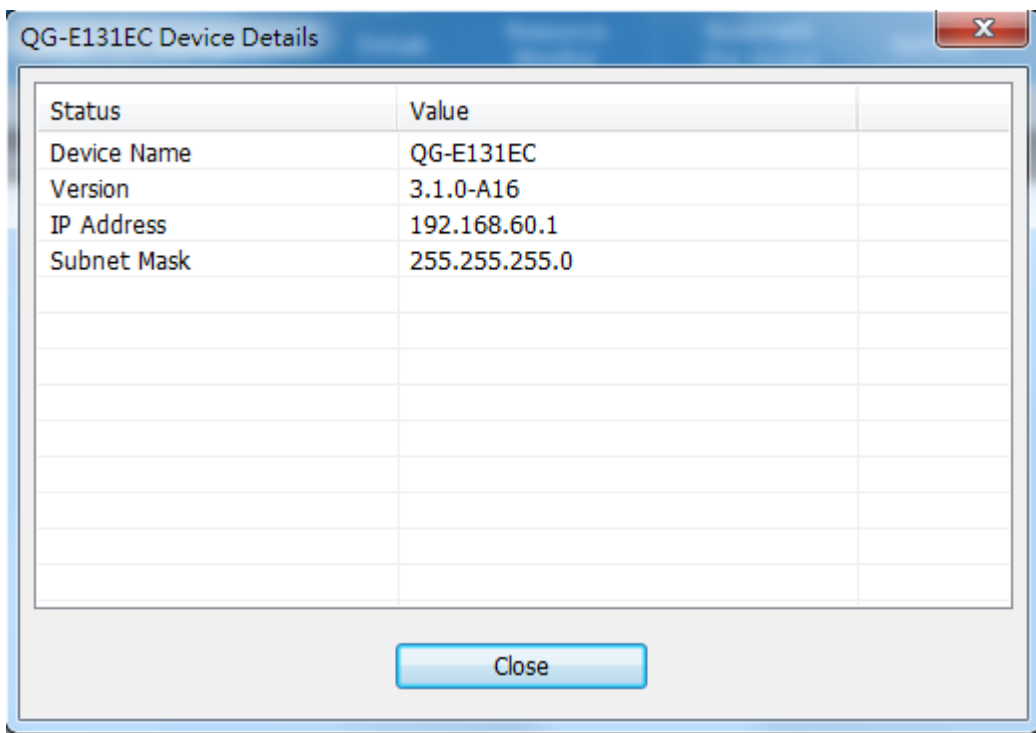 QG-E131EC Device Details
x
Status Value
Device Name QG-E131EC
Version 3.1.0-A16
IP Address 192.168.60.1
Subnet Mask 255.255.255.0
Close